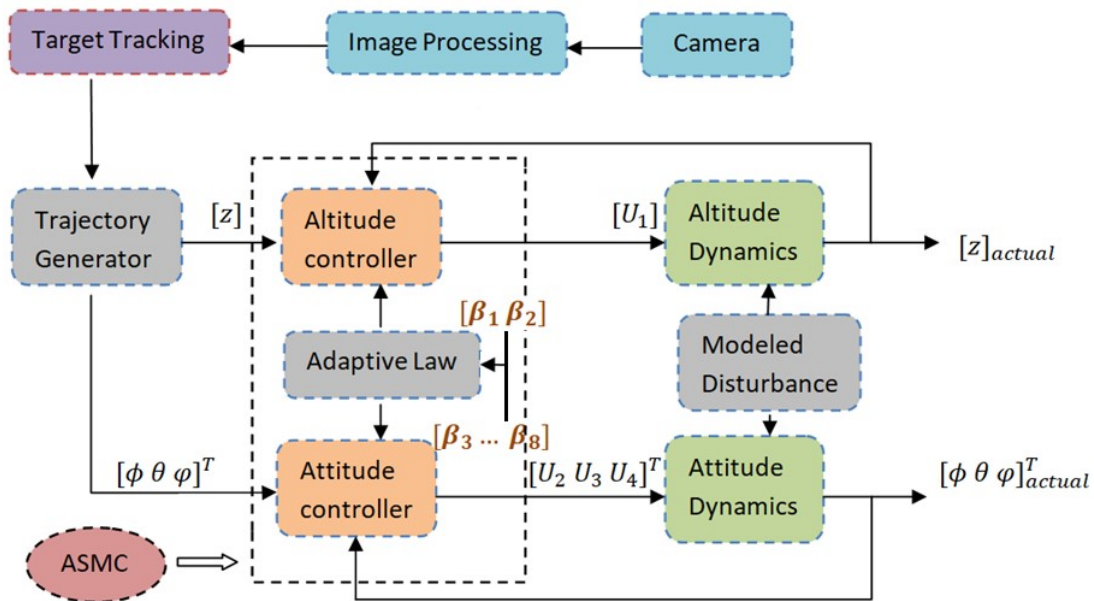 Target Tracking
Image Processing
Camera
Trajectory
Generator
[z]
Altitude
controller
[U₁]
Altitude
Dynamics
[z]actual
[β₁ β₂]
Adaptive Law
Modeled
Disturbance
[β₃ ... β₈]
[ϕ θ φ]ᵀ
Attitude
controller
[U₂ U₃ U₄]ᵀ
Attitude
Dynamics
[ϕ θ φ]ᵀactual
ASMC